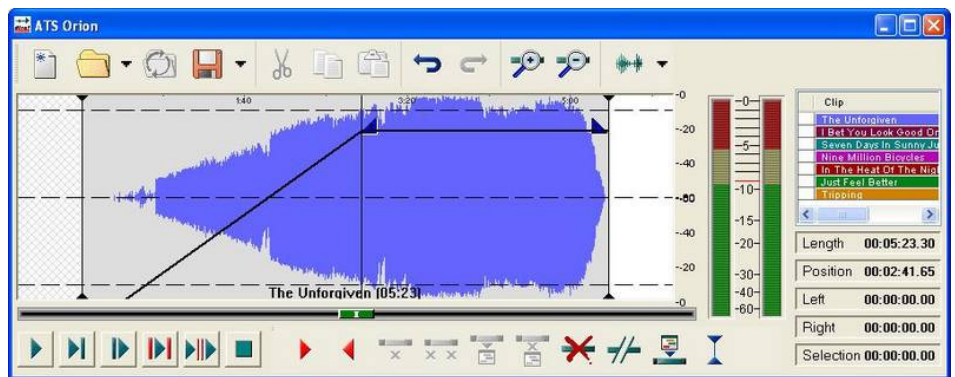 ATS Orion
1:40 3:20 5:00
-0
-20
-40
-80
-40
-20
-0
The Unforgiven (05:23)
-0-
-5-
-10-
-15-
-20-
-30-
-40-
-60-
Clip
The Unforgiven
I Bet You Look Good On
Seven Days In Sunny Ju
Nine Million Bicycles
In The Heat Of The Nigl
Just Feel Better
Tripping
Length 00:05:23.30
Position 00:02:41.65
Left 00:00:00.00
Right 00:00:00.00
Selection 00:00:00.00